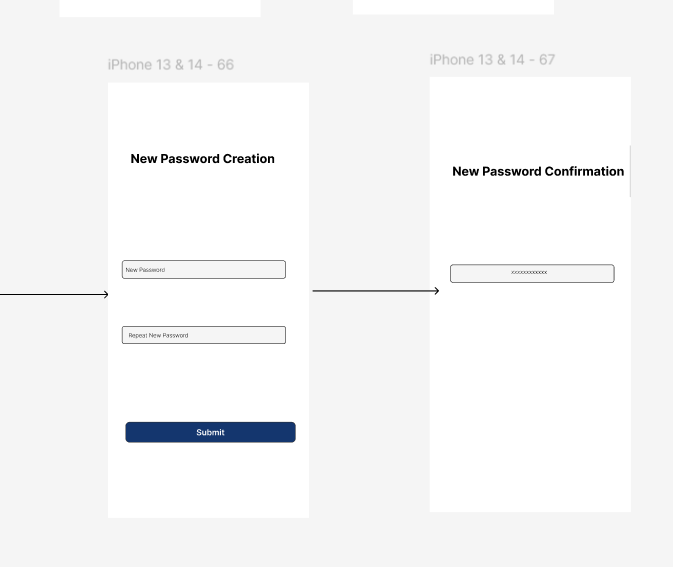 iPhone 13 & 14 - 66
New Password Creation
New Password
Repeat New Password
Submit
iPhone 13 & 14 - 67
New Password Confirmation
xxxxxxxxxxxx